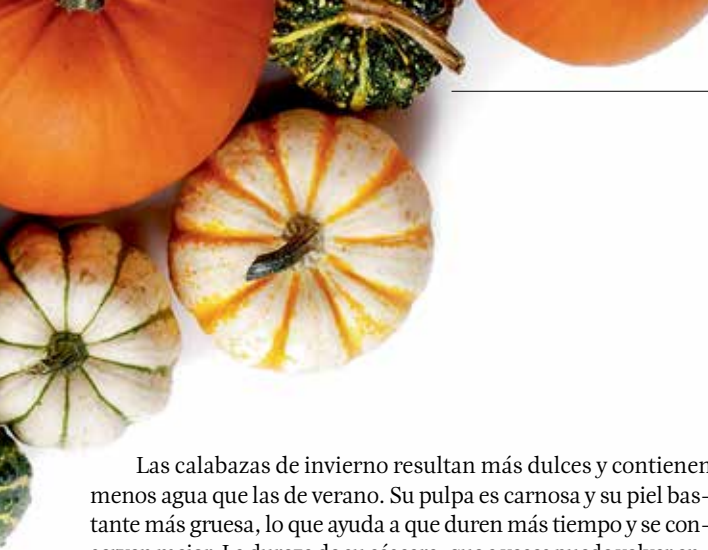 Las calabazas de invierno resultan más dulces y contienen
menos agua que las de verano. Su pulpa es carnosa y su piel bas-
tante más gruesa, lo que ayuda a que duren más tiempo y se con-